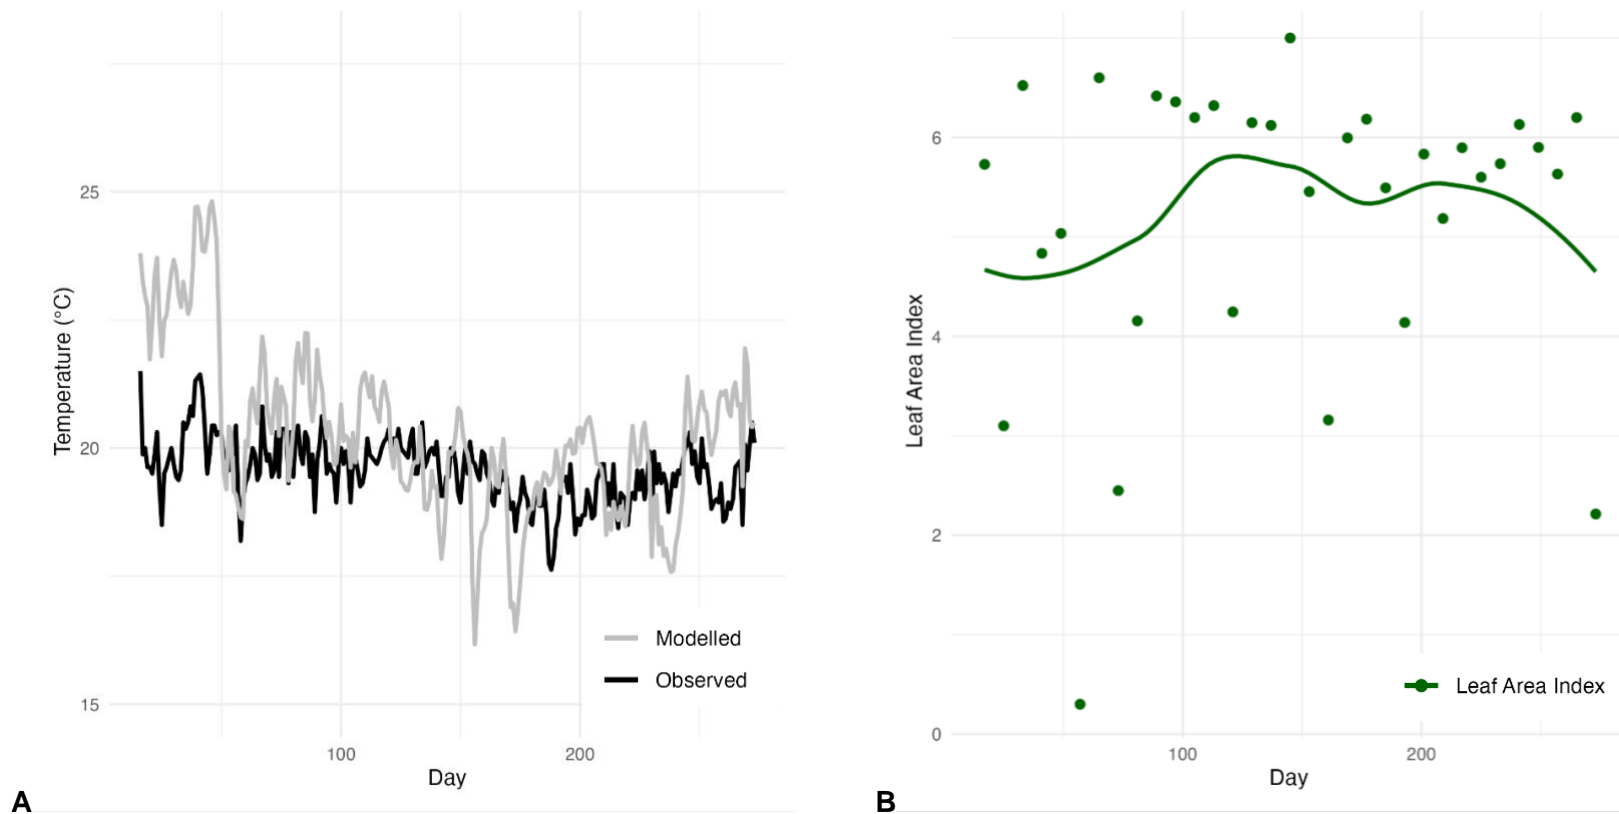 25
20
15
Temperature (°C)
100
200
Day
Modelled
Observed
A
6
4
2
0
Leaf Area Index
100
200
Day
Leaf Area Index
B